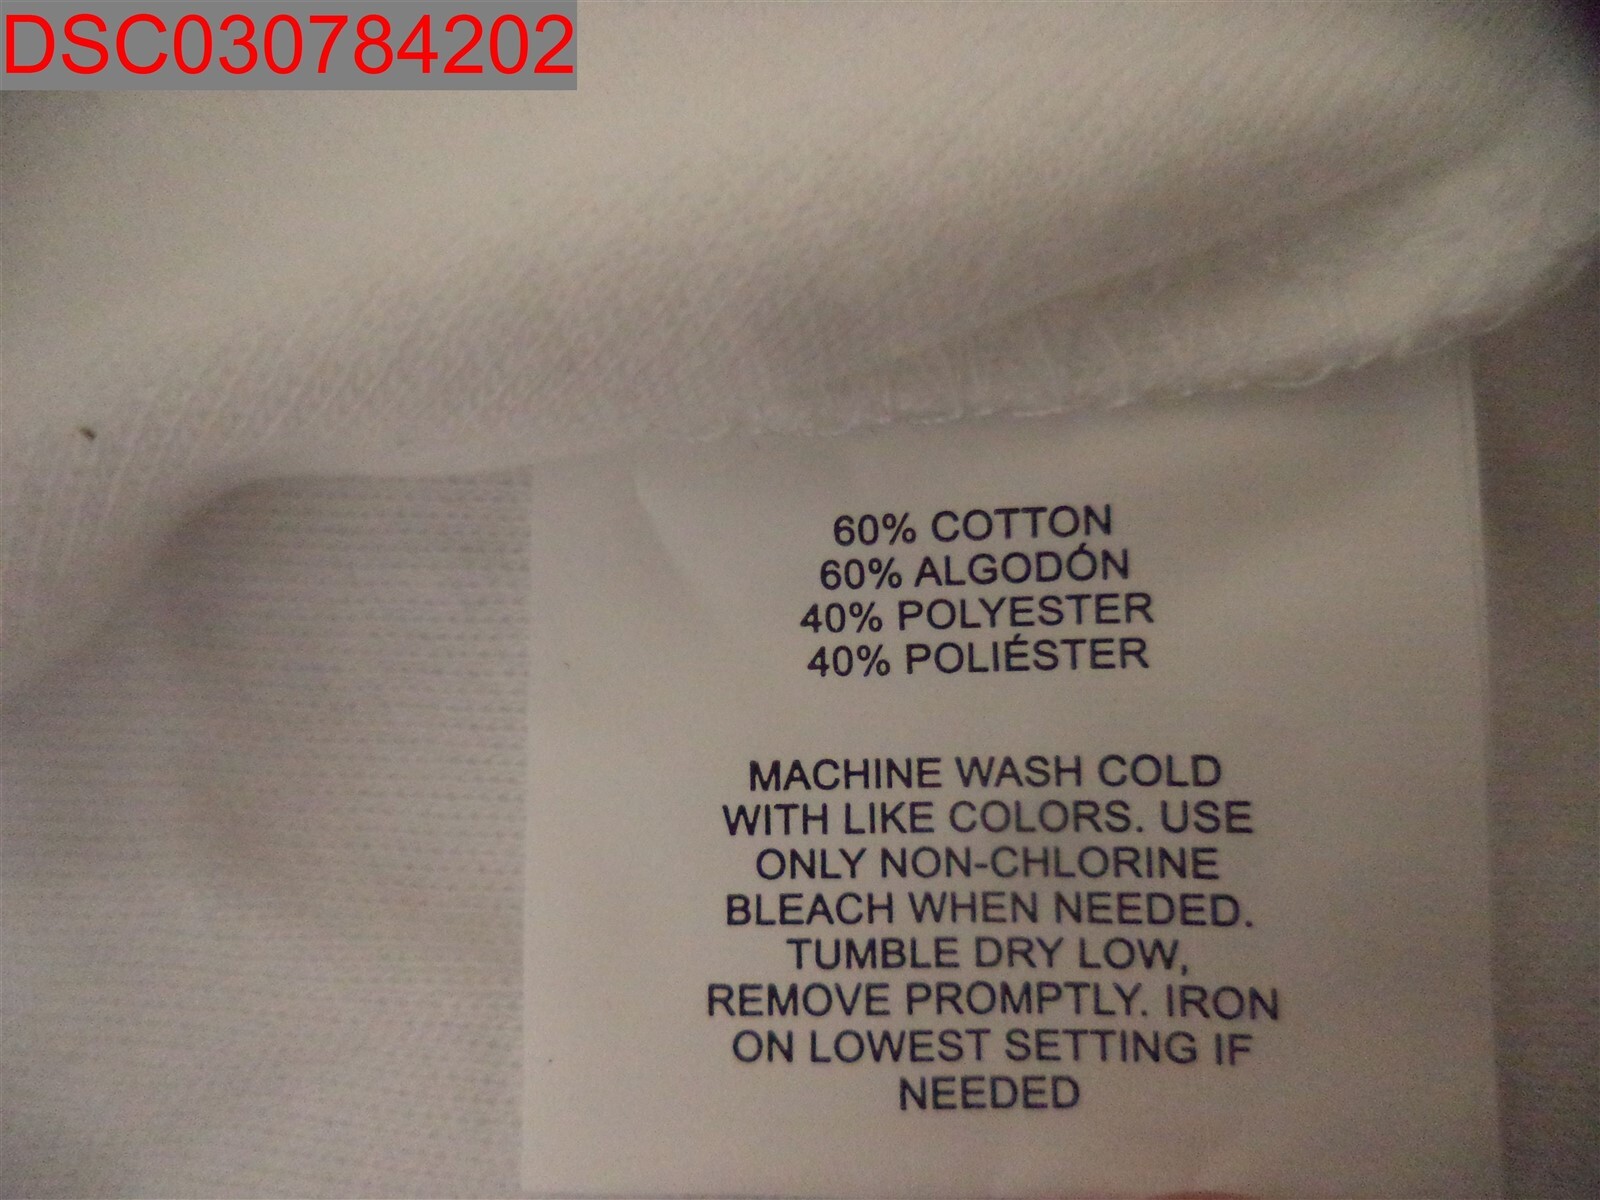 DSC030784202
60% COTTON
60% ALGODÓN
40% POLYESTER
40% POLIÉSTER
MACHINE WASH COLD
WITH LIKE COLORS. USE
ONLY NON-CHLORINE
BLEACH WHEN NEEDED.
TUMBLE DRY LOW,
REMOVE PROMPTLY. IRON
ON LOWEST SETTING IF
NEEDED